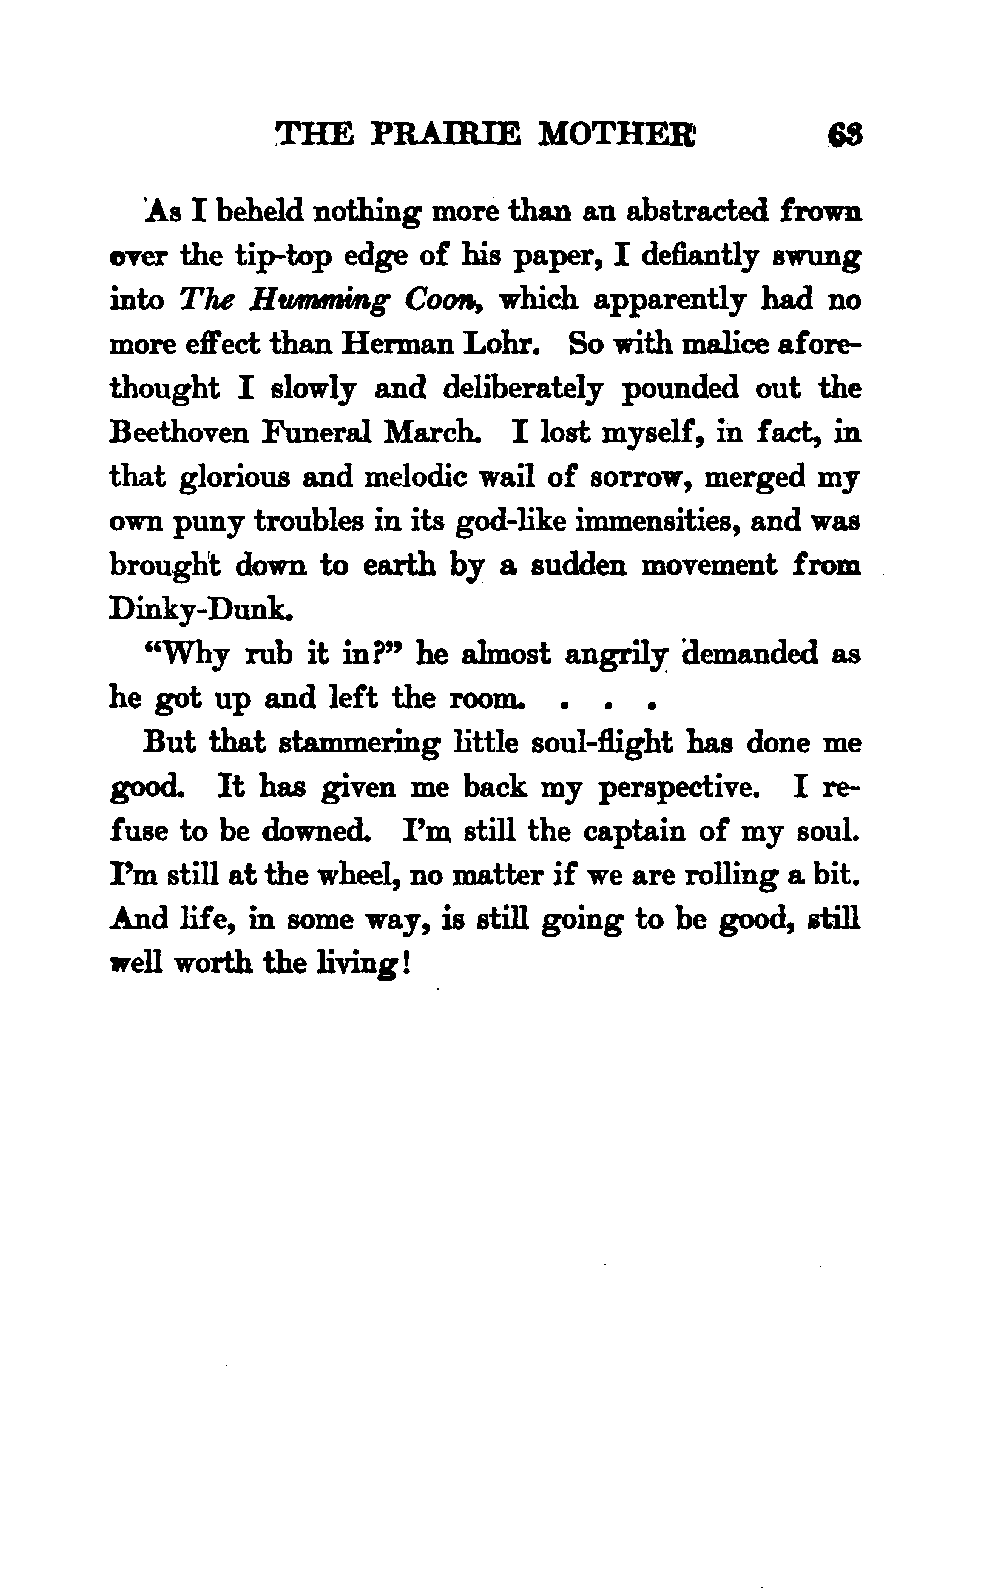 THE PRAIRIE MOTHER 63
As I beheld nothing more than an abstracted frown
over the tip-top edge of his paper, I defiantly swung
into The Humming Coon, which apparently had no
more effect than Herman Lohr. So with malice afore-
thought I slowly and deliberately pounded out the
Beethoven Funeral March. I lost myself, in fact, in
that glorious and melodic wail of sorrow, merged my
own puny troubles in its god-like immensities, and was
brought down to earth by a sudden movement from
Dinky-Dunk.
“Why rub it in?” he almost angrily demanded as
he got up and left the room. . . .
But that stammering little soul-flight has done me
good. It has given me back my perspective. I re-
fuse to be downed. I’m still the captain of my soul.
I’m still at the wheel, no matter if we are rolling a bit.
And life, in some way, is still going to be good, still
well worth the living!